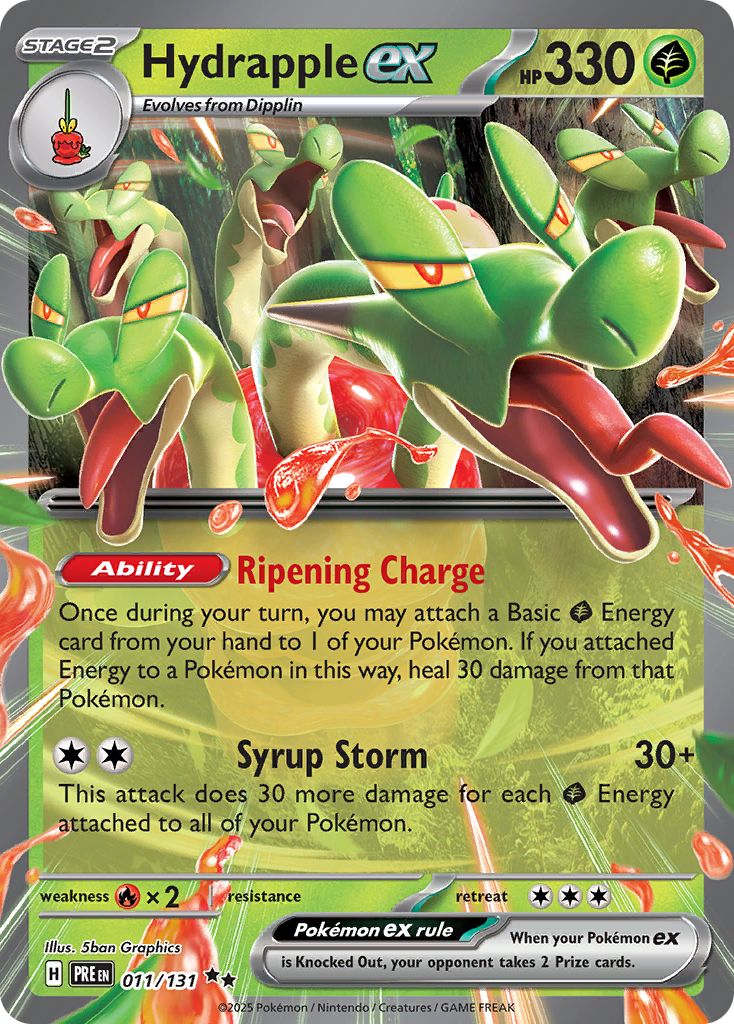 STAGE2
Hydrapple ex
HP330
Evolves from Dipplin
Ability Ripening Charge
Once during your turn, you may attach a Basic Energy
card from your hand to 1 of your Pokémon. If you attached
Energy to a Pokémon in this way, heal 30 damage from that
Pokémon.
Syrup Storm 30+
This attack does 30 more damage for each Energy
attached to all of your Pokémon.
weakness ×2 resistance retreat
Pokémon ex rule When your Pokémon ex
is Knocked Out, your opponent takes 2 Prize cards.
Illus. 5ban Graphics
H PRE EN 011/131
©2025 Pokémon / Nintendo / Creatures / GAME FREAK